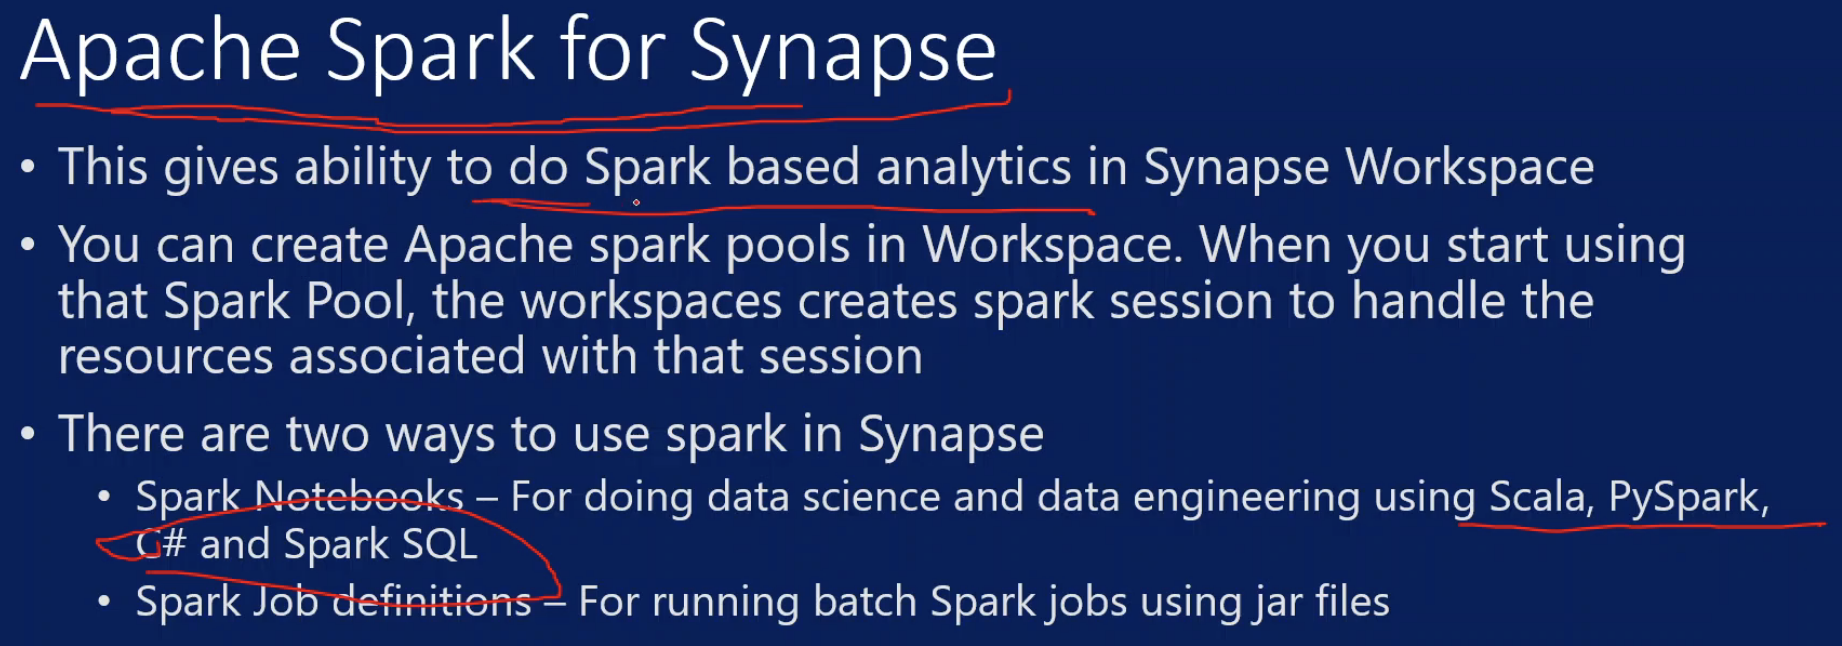 Apache Spark for Synapse
• This gives ability to do Spark based analytics in Synapse Workspace
• You can create Apache spark pools in Workspace. When you start using
that Spark Pool, the workspaces creates spark session to handle the
resources associated with that session
• There are two ways to use spark in Synapse
• Spark Notebooks – For doing data science and data engineering using Scala, PySpark,
C# and Spark SQL
• Spark Job definitions – For running batch Spark jobs using jar files